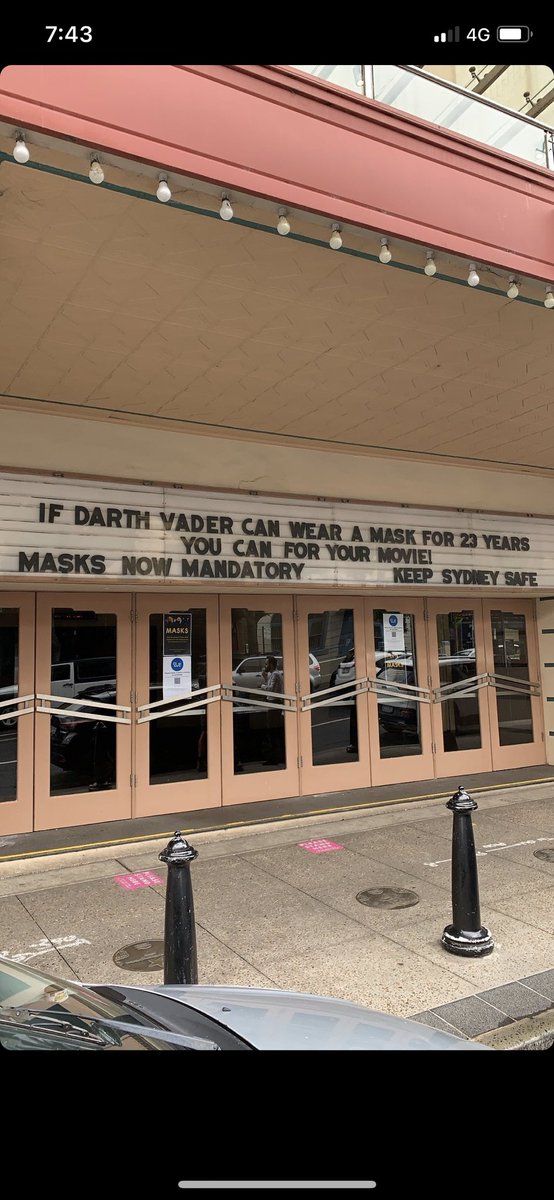 7:43
4G
IF DARTH VADER CAN WEAR A MASK FOR 23 YEARS
YOU CAN FOR YOUR MOVIE!
MASKS NOW MANDATORY KEEP SYDNEY SAFE
MASKS
MASKS